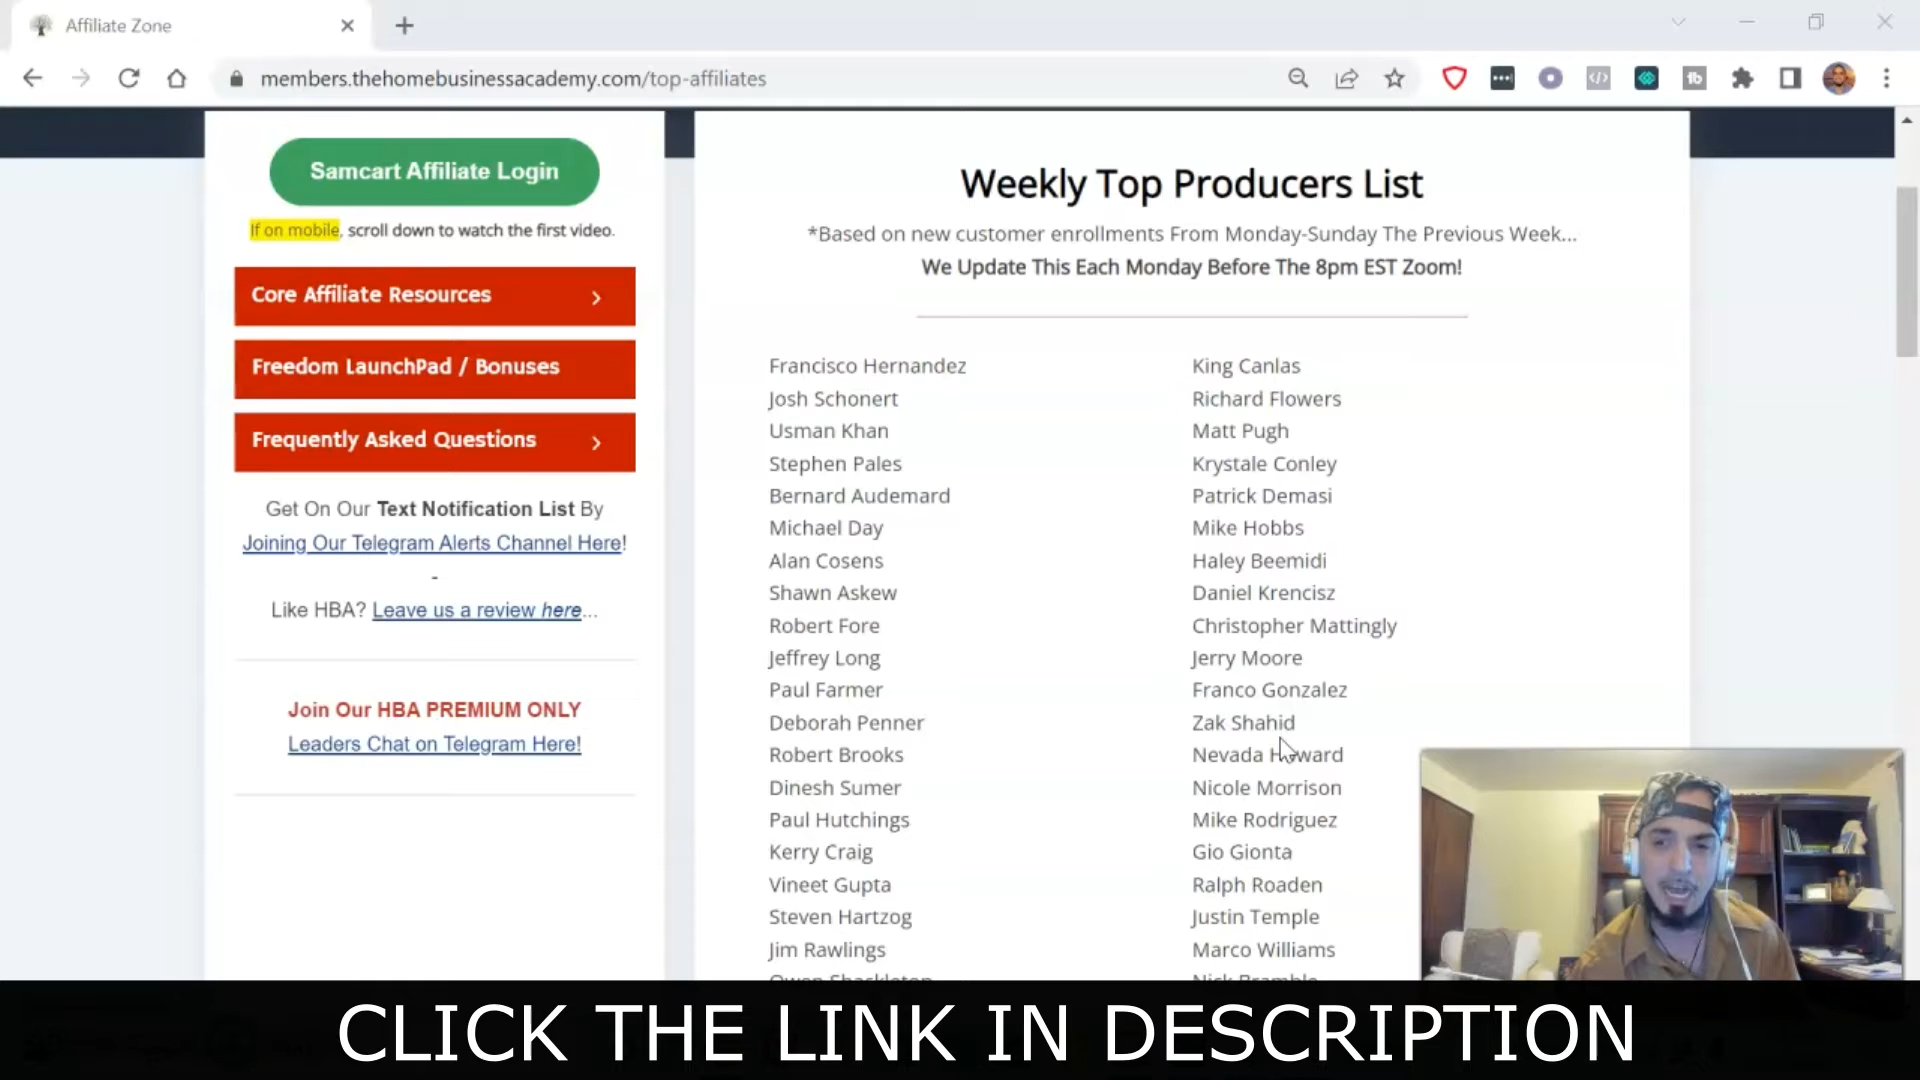 Affiliate Zone
members.thehomebusinessacademy.com/top-affiliates
Samcart Affiliate Login
If on mobile, scroll down to watch the first video.
Core Affiliate Resources
Freedom LaunchPad / Bonuses
Frequently Asked Questions
Get On Our Text Notification List By
Joining Our Telegram Alerts Channel Here!
-
Like HBA? Leave us a review here...
Join Our HBA PREMIUM ONLY
Leaders Chat on Telegram Here!
Weekly Top Producers List
*Based on new customer enrollments From Monday-Sunday The Previous Week...
We Update This Each Monday Before The 8pm EST Zoom!
Francisco Hernandez
Josh Schonert
Usman Khan
Stephen Pales
Bernard Audemard
Michael Day
Alan Cosens
Shawn Askew
Robert Fore
Jeffrey Long
Paul Farmer
Deborah Penner
Robert Brooks
Dinesh Sumer
Paul Hutchings
Kerry Craig
Vineet Gupta
Steven Hartzog
Jim Rawlings
Owen Shackleton
King Canlas
Richard Flowers
Matt Pugh
Krystale Conley
Patrick Demasi
Mike Hobbs
Haley Beemidi
Daniel Krencisz
Christopher Mattingly
Jerry Moore
Franco Gonzalez
Zak Shahid
Nevada Howard
Nicole Morrison
Mike Rodriguez
Gio Gionta
Ralph Roaden
Justin Temple
Marco Williams
Nick Bramble
CLICK THE LINK IN DESCRIPTION